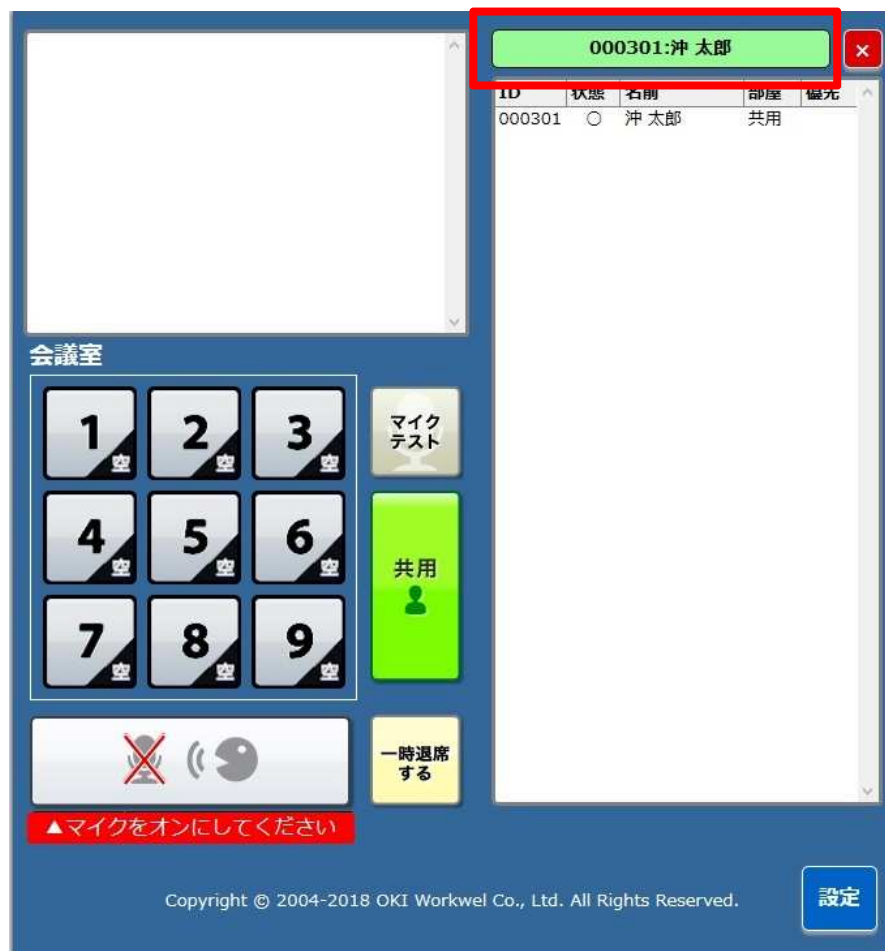 000301:沖 太郎
×
ID 状態 名前 部屋 優先
000301 ○ 沖 太郎 共用
会議室
1 空 2 空 3 空
マイク
テスト
4 空 5 空 6 空
共用
7 空 8 空 9 空
一時退席
する
▲マイクをオンにしてください
Copyright © 2004-2018 OKI Workwel Co., Ltd. All Rights Reserved.
設定